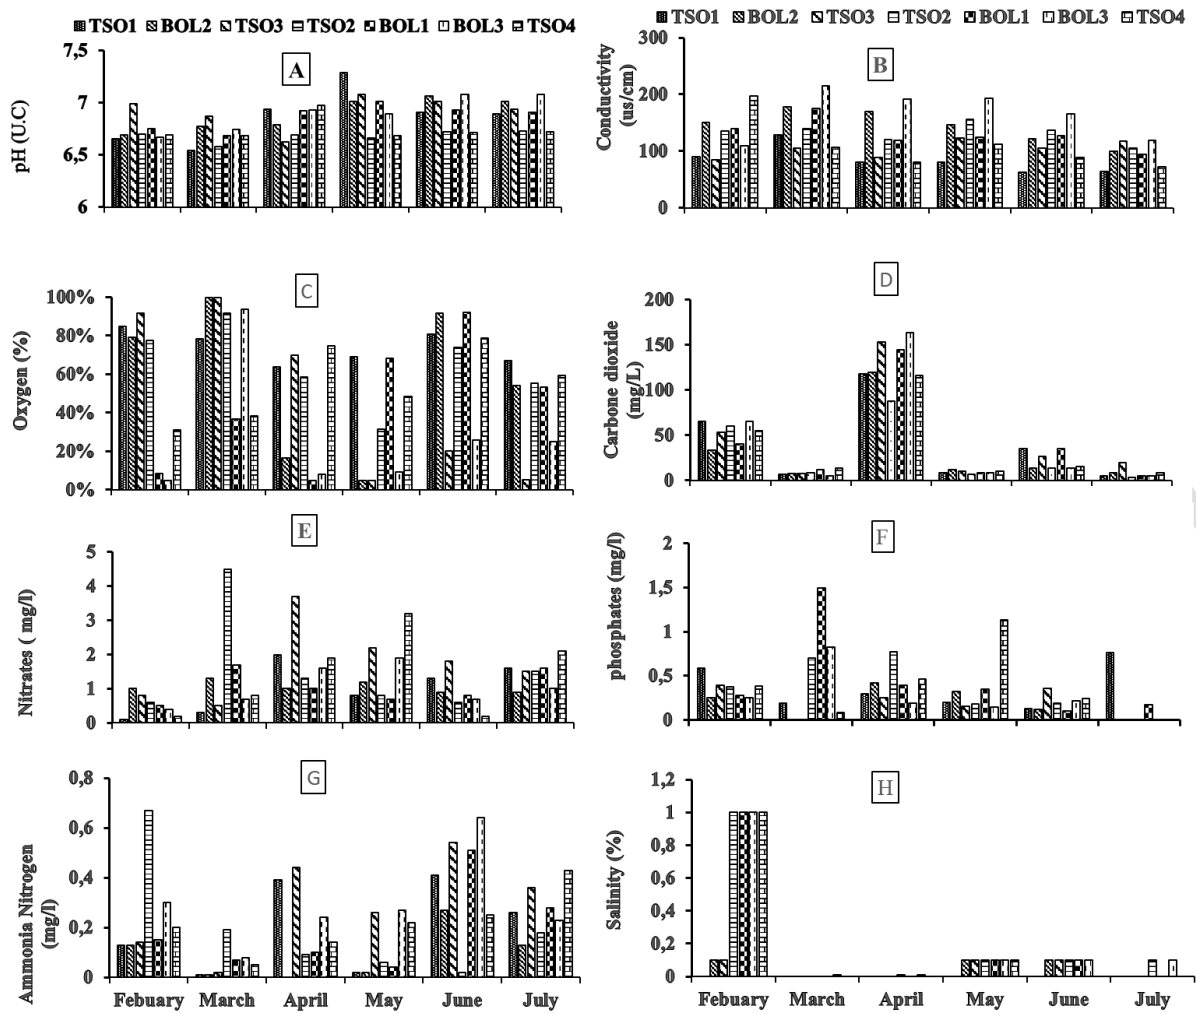 TSO1 BOL2 TSO3 TSO2 BOL1 BOL3 TSO4
TSO1 BOL2 TSO3 TSO2 BOL1 BOL3 TSO4
A
pH (U.C)
7,5
7
6,5
6
B
Conductivity
(us/cm)
300
200
100
0
C
Oxygen (%)
100%
80%
60%
40%
20%
0%
D
Carbone dioxide
(mg/L)
200
150
100
50
0
E
Nitrates ( mg/l)
5
4
3
2
1
0
F
phosphates (mg/l)
2
1,5
1
0,5
0
G
Ammonia Nitrogen
(mg/l)
0,8
0,6
0,4
0,2
0
Febuary March April May June July
H
Salinity (%)
1,2
1
0,8
0,6
0,4
0,2
0
Febuary March April May June July